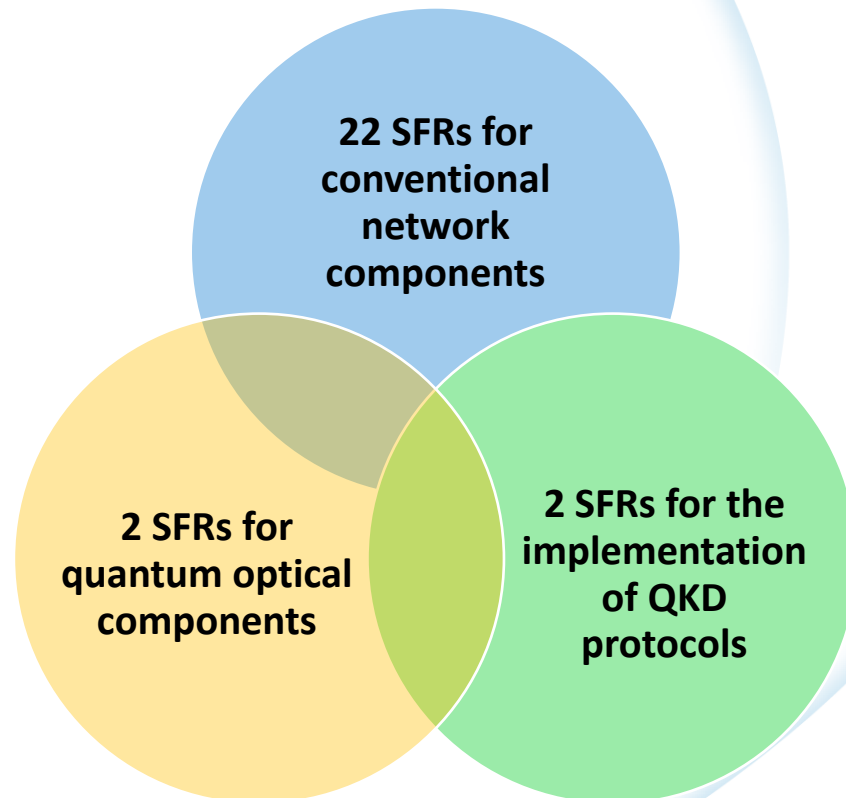 22 SFRs for
conventional
network
components
2 SFRs for
quantum optical
components
2 SFRs for the
implementation
of QKD
protocols